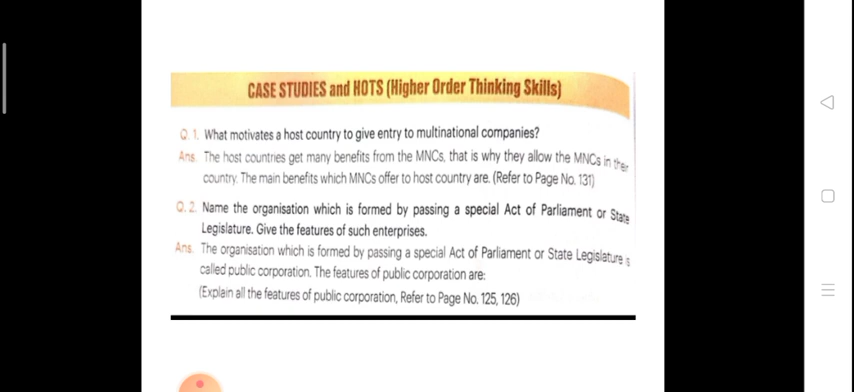 CASE STUDIES and HOTS (Higher Order Thinking Skills)
Q. 1. What motivates a host country to give entry to multinational companies?
Ans. The host countries get many benefits from the MNCs, that is why they allow the MNCs in their
country. The main benefits which MNCs offer to host country are. (Refer to Page No. 131)
Q. 2. Name the organisation which is formed by passing a special Act of Parliament or State
Legislature. Give the features of such enterprises.
Ans. The organisation which is formed by passing a special Act of Parliament or State Legislature is
called public corporation. The features of public corporation are:
(Explain all the features of public corporation, Refer to Page No. 125, 126)